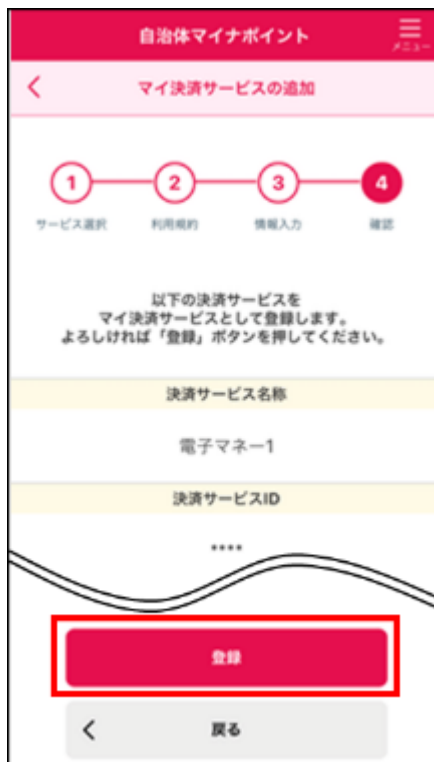 自治体マイナポイント
メニュー
マイ決済サービスの追加
1 2 3 4
サービス選択 利用規約 情報入力 確認
以下の決済サービスを
マイ決済サービスとして登録します。
よろしければ「登録」ボタンを押してください。
決済サービス名称
電子マネー1
決済サービスID
****
登録
戻る